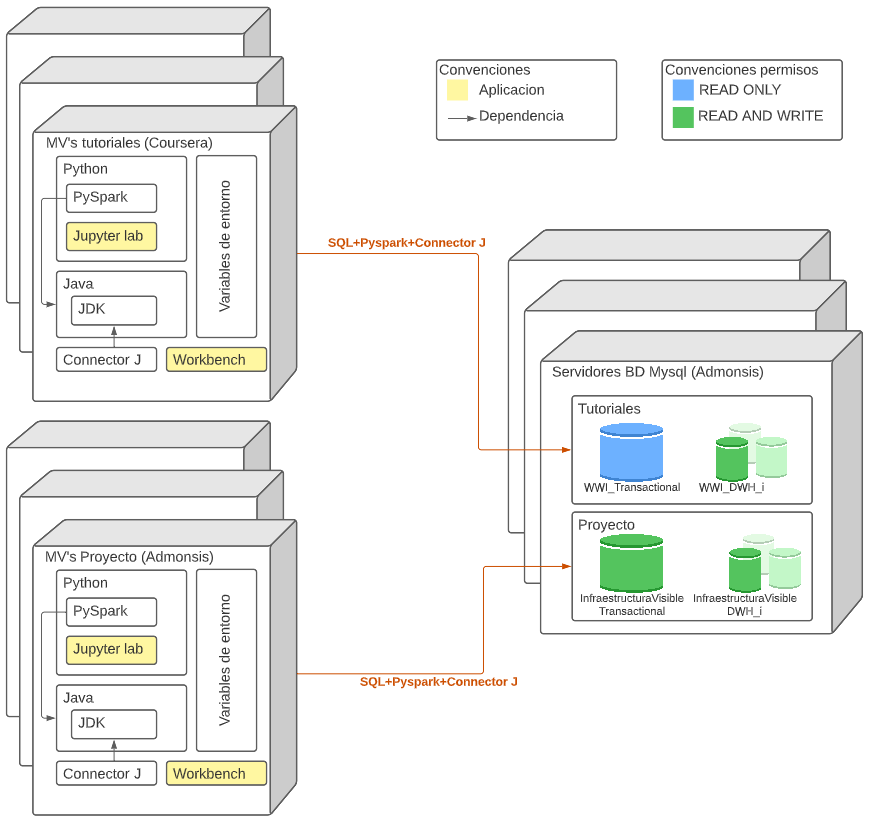 Convenciones
Aplicacion
Dependencia
Convenciones permisos
READ ONLY
READ AND WRITE
MV's tutoriales (Coursera)
Python
PySpark
Jupyter lab
Java
JDK
Connector J
Workbench
Variables de entorno
SQL+Pyspark+Connector J
Servidores BD Mysql (Admonsis)
Tutoriales
WWI_Transactional
WWI_DWH_i
Proyecto
InfraestructuraVisible
Transactional
InfraestructuraVisible
DWH_i
MV's Proyecto (Admonsis)
Python
PySpark
Jupyter lab
Java
JDK
Connector J
Workbench
Variables de entorno
SQL+Pyspark+Connector J